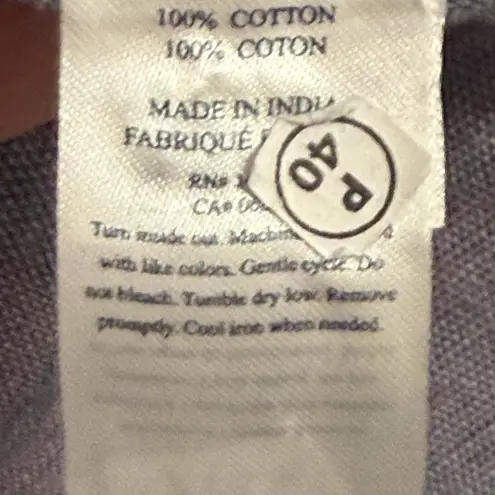 100% COTTON
100% COTON
MADE IN INDIA
FABRIQUÉ
RN#
CA#
P
40
Turn inside out. Machine
with like colors. Gentle cycle. Do
not bleach. Tumble dry low. Remove
promptly. Cool iron when needed.